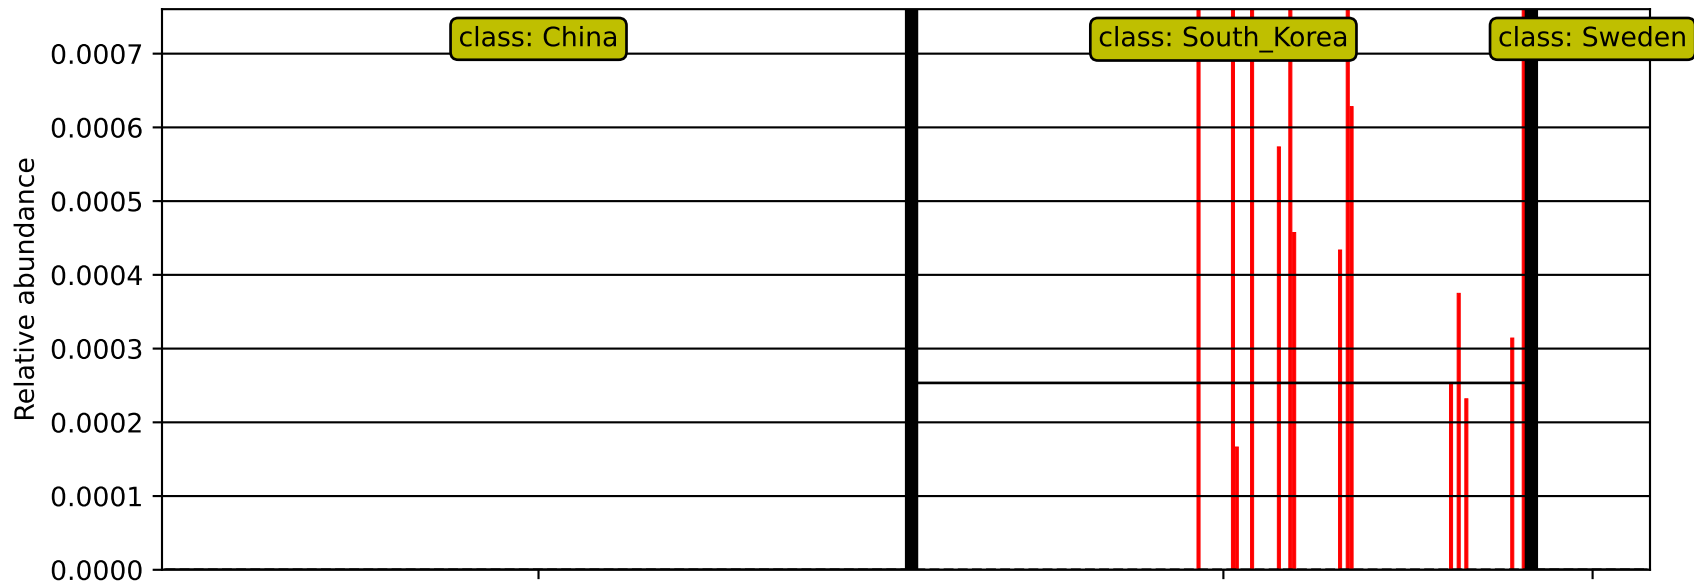 class: China
class: South_Korea
class: Sweden
Relative abundance
0.0007
0.0006
0.0005
0.0004
0.0003
0.0002
0.0001
0.0000